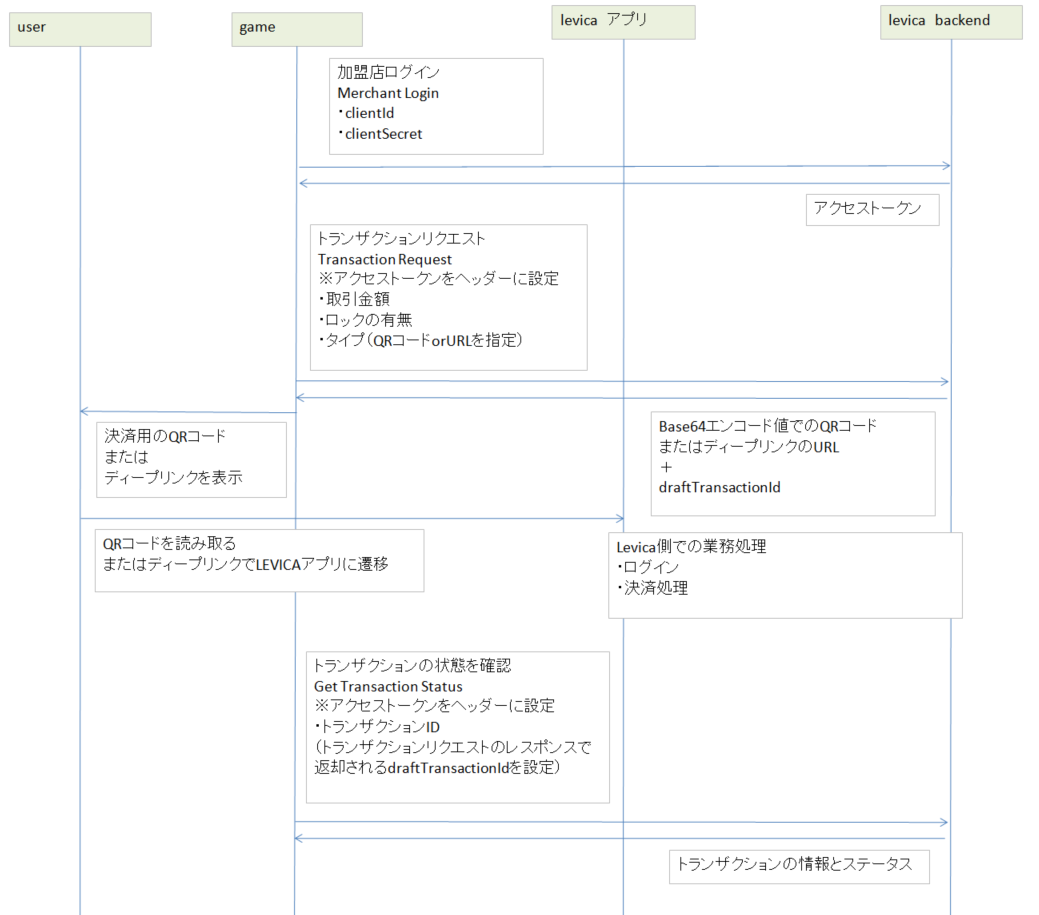 user
game
levica アプリ
levica backend
加盟店ログイン
Merchant Login
・clientId
・clientSecret
アクセストークン
トランザクションリクエスト
Transaction Request
※アクセストークンをヘッダーに設定
・取引金額
・ロックの有無
・タイプ（QRコードorURLを指定）
決済用のQRコード
または
ディープリンクを表示
Base64エンコード値でのQRコード
またはディープリンクのURL
＋
draftTransactionId
QRコードを読み取る
またはディープリンクでLEVICAアプリに遷移
Levica側での業務処理
・ログイン
・決済処理
トランザクションの状態を確認
Get Transaction Status
※アクセストークンをヘッダーに設定
・トランザクションID
（トランザクションリクエストのレスポンスで
返却されるdraftTransactionIdを設定）
トランザクションの情報とステータス